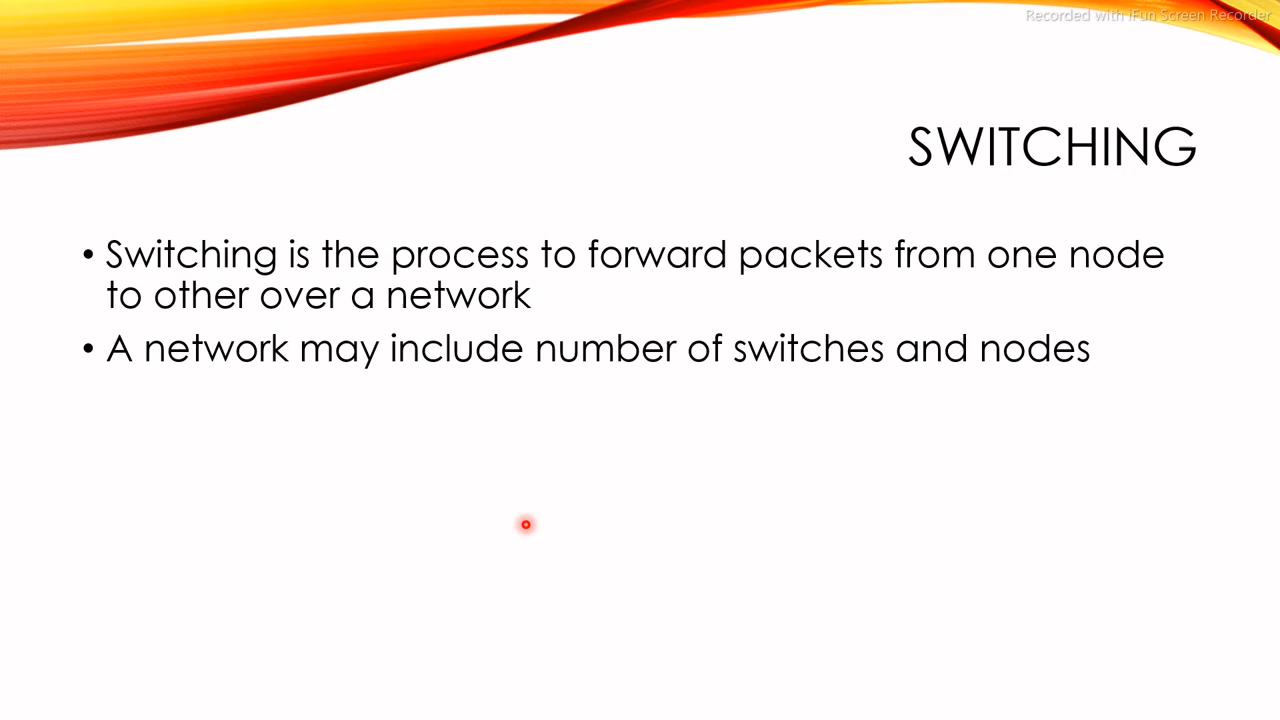 Recorded with iFun Screen Recorder
SWITCHING
• Switching is the process to forward packets from one node
to other over a network
• A network may include number of switches and nodes